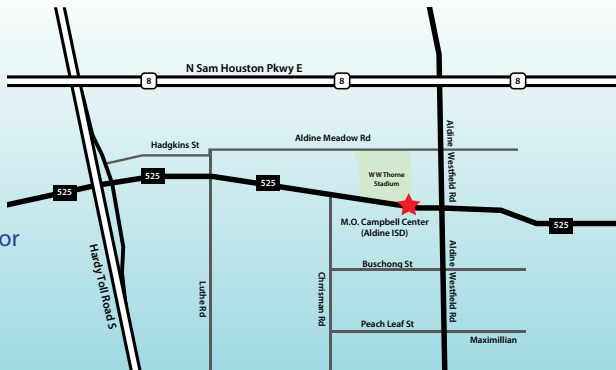 N Sam Houston Pkwy E
8
8
8
Aldine Westfield Rd
Aldine Meadow Rd
Hadgkins St
525
525
525
W W Thorne
Stadium
M.O. Campbell Center
(Aldine ISD)
525
or
Hardy Toll Road S
Luthe Rd
Chrisman Rd
Aldine Westfield Rd
Buschong St
Peach Leaf St
Maximillian